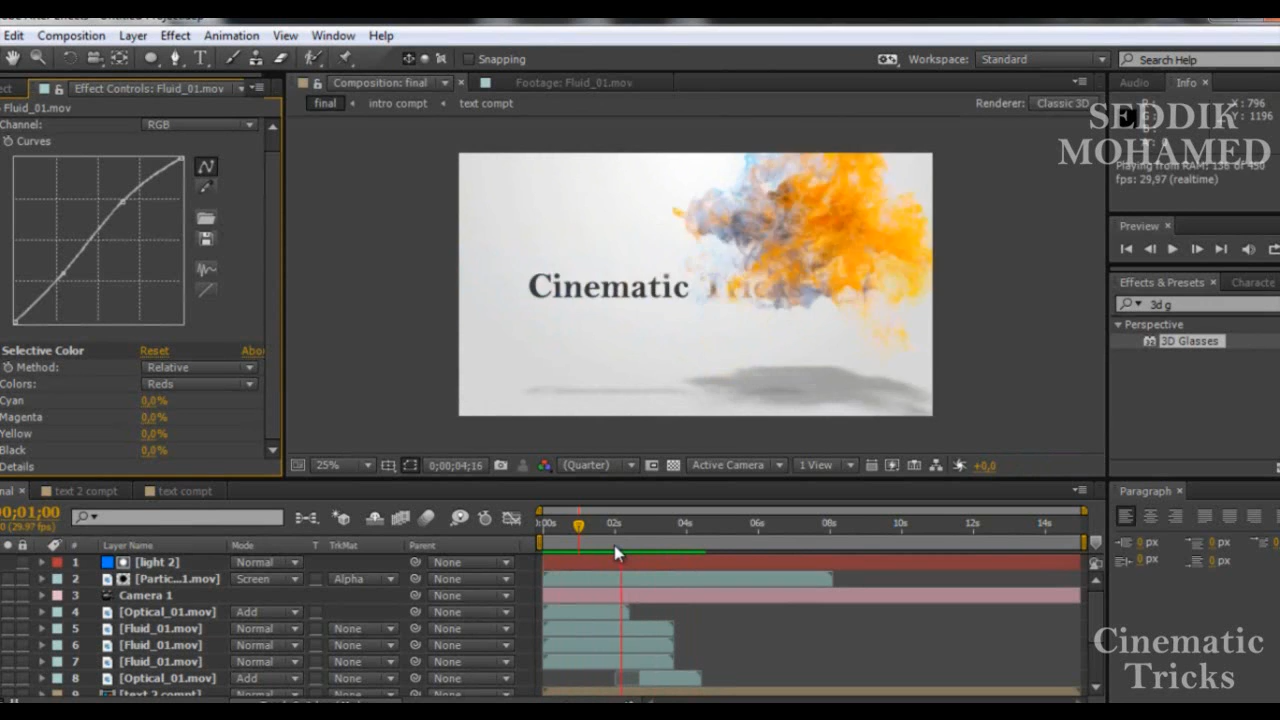 Edit Composition Layer Effect Animation View Window Help
Snapping
Workspace: Standard
Search Help
Effect Controls: Fluid_01.mov
Composition: final
Footage: Fluid_01.mov
Audio Info
Fluid_01.mov
final intro compt text compt
Renderer: Classic 3D
X: 796
Y: 1196
SEDDIK
MOHAMED
Channel: RGB
Curves
fps: 29,97 (realtime)
Preview
Effects & Presets
3d g
Perspective
3D Glasses
Cinematic
Selective Color Reset
Method: Relative
Colors: Reds
Cyan 0,0%
Magenta 0,0%
Yellow 0,0%
Black 0,0%
Details
25% 0;00;04;16 (Quarter) Active Camera 1 View +0,0
text 2 compt text compt
Paragraph
(29.97 fps)
02s 04s 06s 08s 10s 12s 14s
# Layer Name Mode T TrkMat Parent
1 [light 2] Normal None
2 [Partic...1.mov] Screen Alpha None
3 Camera 1 None
4 [Optical_01.mov] Add None
5 [Fluid_01.mov] Normal None None
6 [Fluid_01.mov] Normal None None
7 [Fluid_01.mov] Normal None None
8 [Optical_01.mov] Add None None
0 px 0 px
0 px 0 px
Cinematic
Tricks